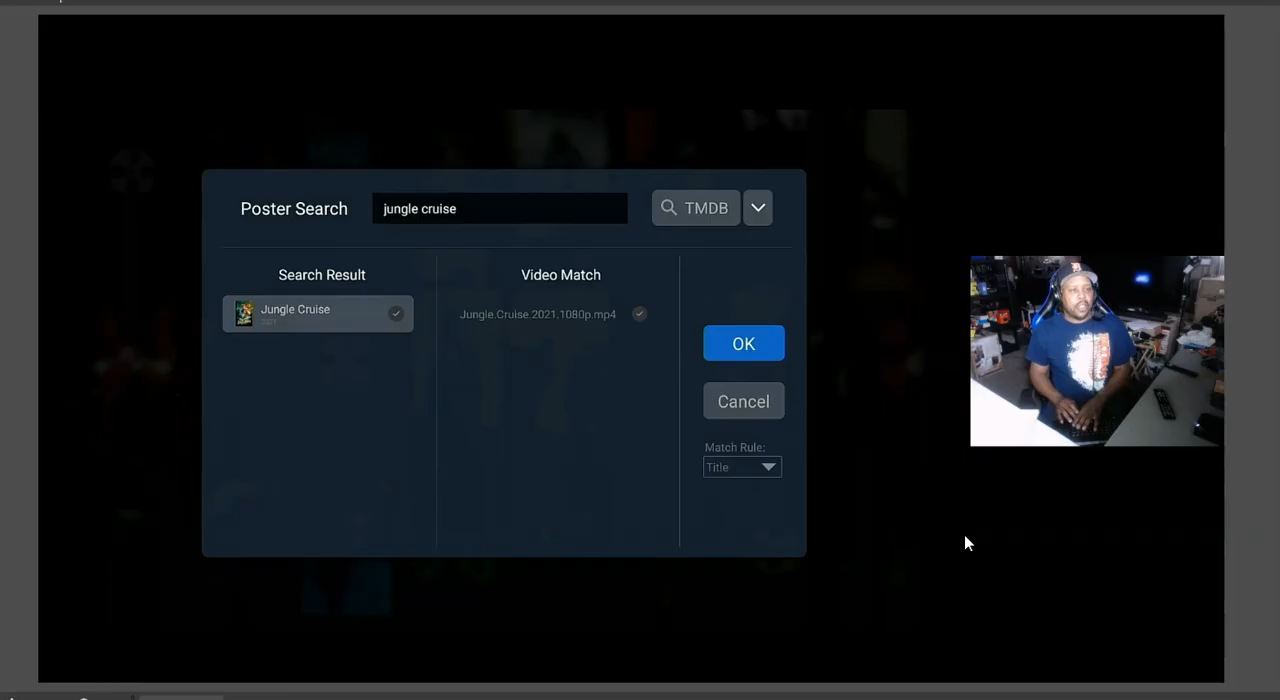 Poster Search
jungle cruise
TMDB
Search Result
Video Match
Jungle Cruise
2021
Jungle.Cruise.2021.1080p.mp4
OK
Cancel
Match Rule:
Title